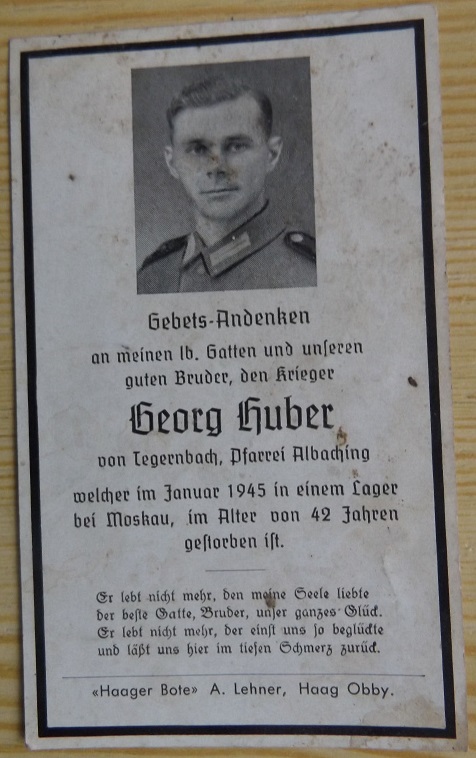 Gebets-Andenken
an meinen lb. Gatten und unseren
guten Bruder, den Krieger
Georg Huber
von Tegernbach, Pfarrei Albaching
welcher im Januar 1945 in einem Lager
bei Moskau, im Alter von 42 Jahren
gestorben ist.
Er lebt nicht mehr, den meine Seele liebte
der beste Gatte, Bruder, unser ganzes Glück.
Er lebt nicht mehr, der einst uns so beglückte
und läßt uns hier im tiefen Schmerz zurück.
«Haager Bote» A. Lehner, Haag Obby.